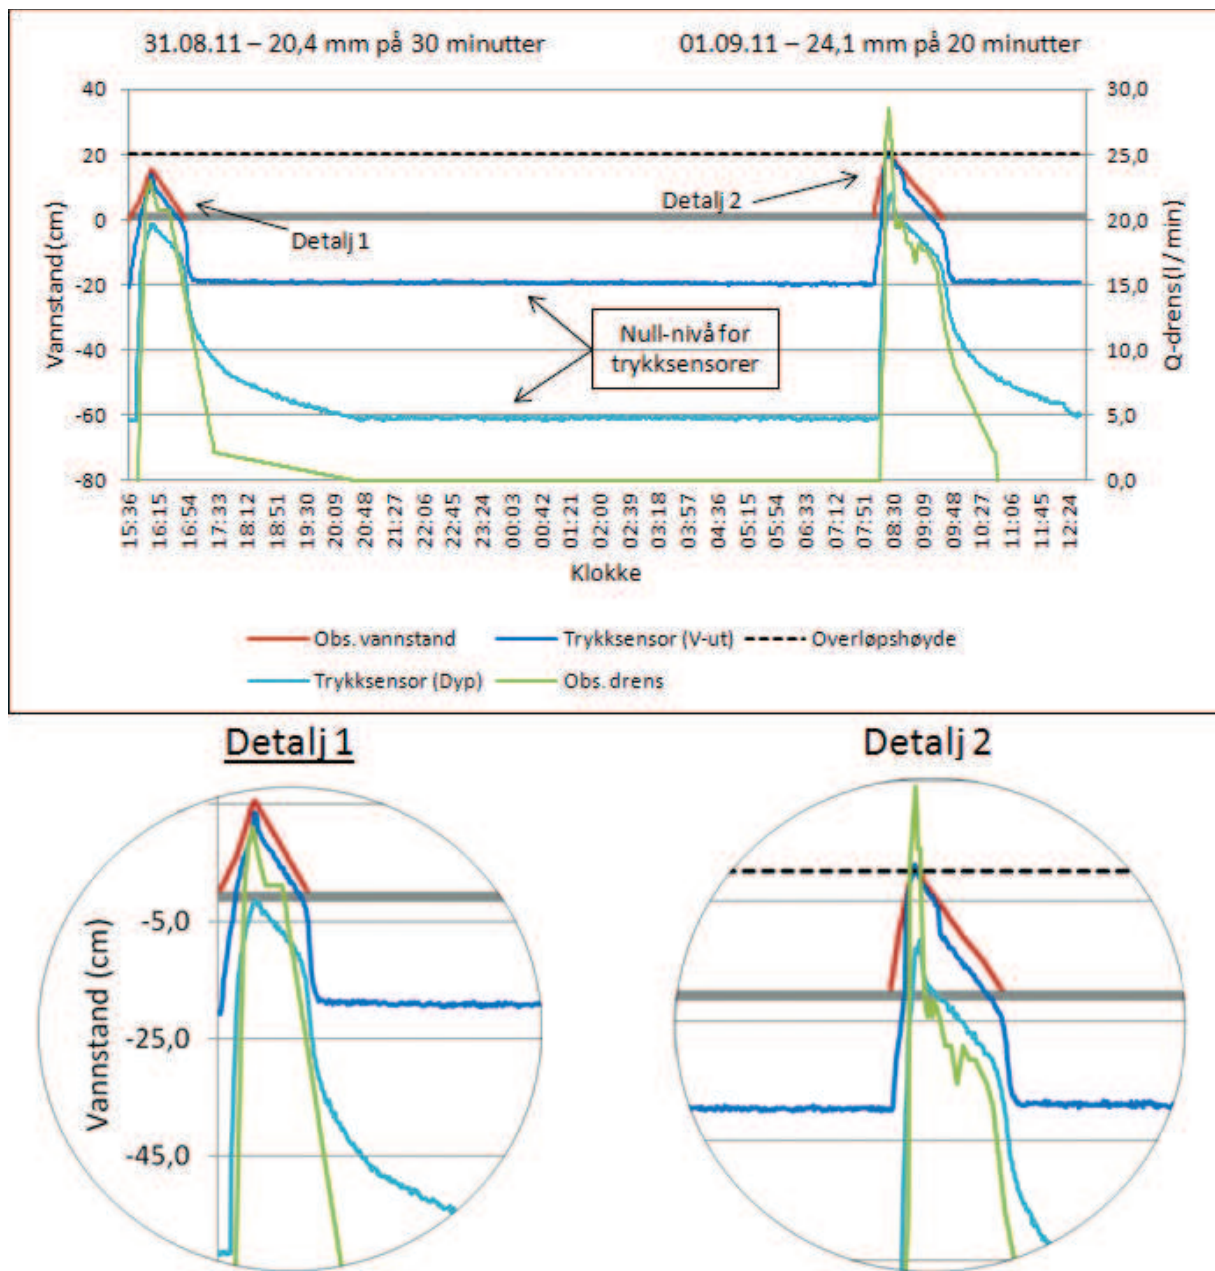 31.08.11 – 20,4 mm på 30 minutter
01.09.11 – 24,1 mm på 20 minutter
40
20
0
-20
-40
-60
-80
Vannstand (cm)
30,0
25,0
20,0
15,0
10,0
5,0
0,0
Q-drens (l / min)
Detalj 1
Detalj 2
Null-nivå for
trykksensorer
15:36
16:15
16:54
17:33
18:12
18:51
19:30
20:09
20:48
21:27
22:06
22:45
23:24
00:03
00:42
01:21
02:00
02:39
03:18
03:57
04:36
05:15
05:54
06:33
07:12
07:51
08:30
09:09
09:48
10:27
11:06
11:45
12:24
Klokke
Obs. vannstand
Trykksensor (V-ut)
Overløpshøyde
Trykksensor (Dyp)
Obs. drens
Detalj 1
Detalj 2
Vannstand (cm)
-5,0
-25,0
-45,0